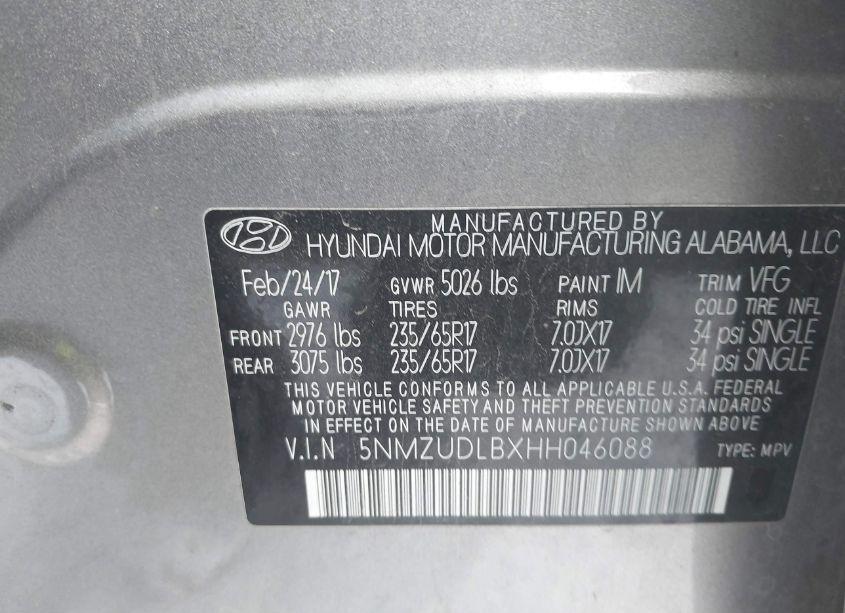 MANUFACTURED BY
HYUNDAI MOTOR MANUFACTURING ALABAMA, LLC
Feb/24/17 GVWR 5026 lbs PAINT IM TRIM VFG
GAWR TIRES RIMS COLD TIRE INFL
FRONT 2976 lbs 235/65R17 7.0JX17 34 psi SINGLE
REAR 3075 lbs 235/65R17 7.0JX17 34 psi SINGLE
THIS VEHICLE CONFORMS TO ALL APPLICABLE U.S.A. FEDERAL
MOTOR VEHICLE SAFETY AND THEFT PREVENTION STANDARDS
IN EFFECT ON THE DATE OF MANUFACTURE SHOWN ABOVE
V.I.N 5NMZUDLBXHH046088 TYPE: MPV